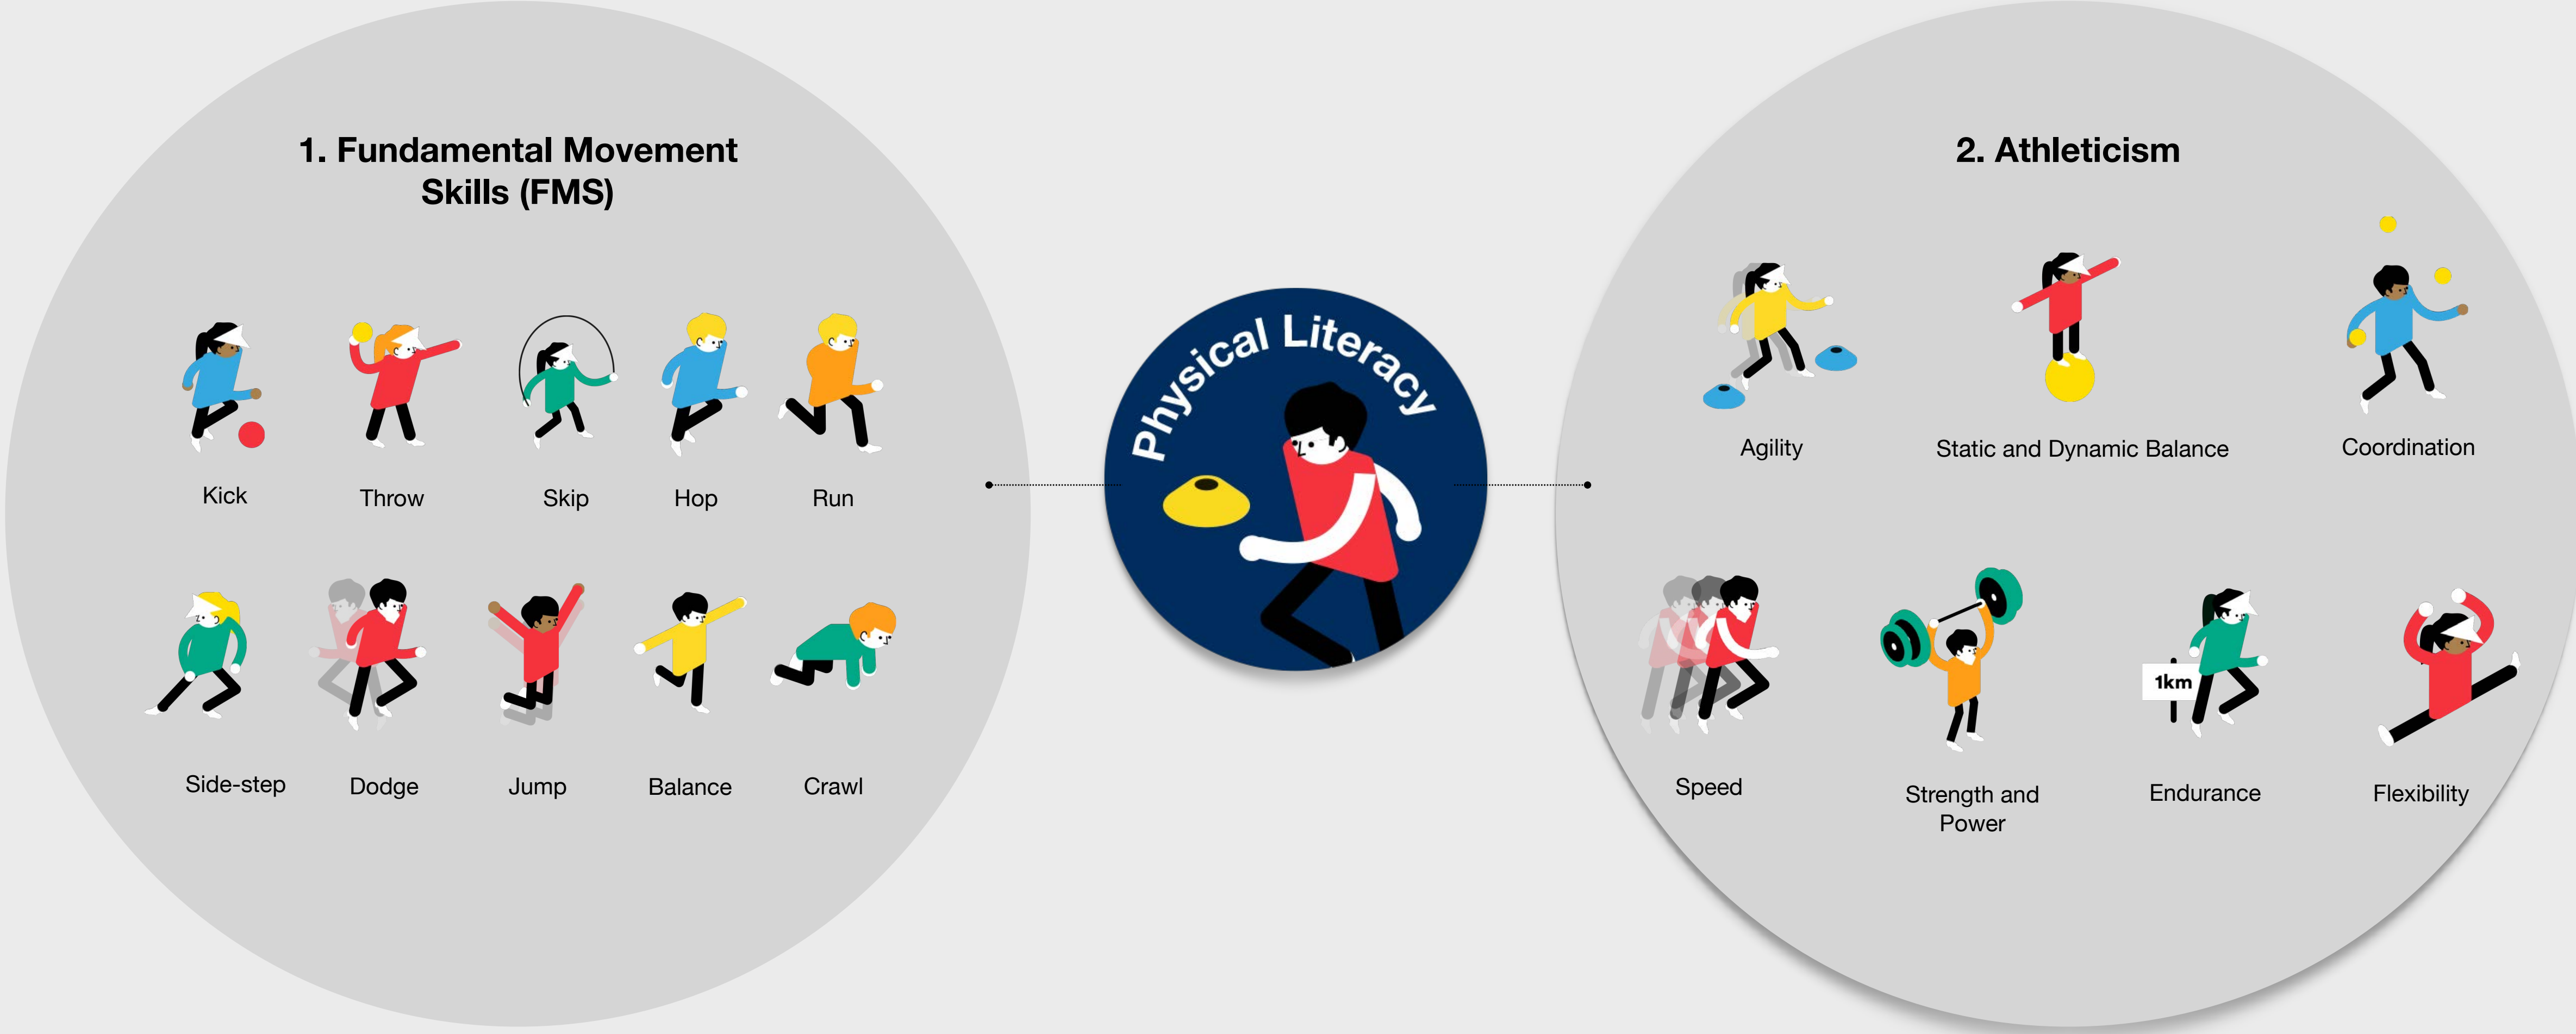 1. Fundamental Movement
Skills (FMS)
Kick
Throw
Skip
Hop
Run
Side-step
Dodge
Jump
Balance
Crawl
Physical Literacy
2. Athleticism
Agility
Static and Dynamic Balance
Coordination
1km
Speed
Strength and
Power
Endurance
Flexibility